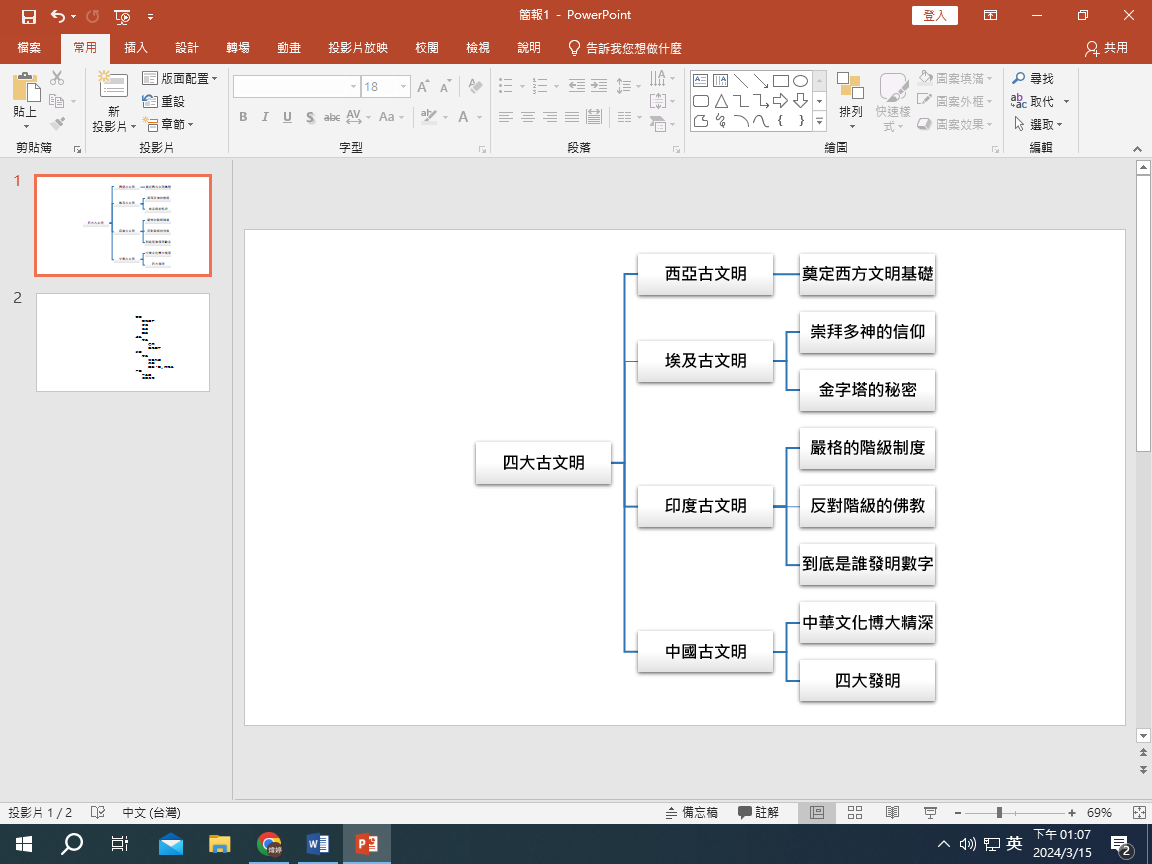 簡報1 - PowerPoint
登入
檔案 常用 插入 設計 轉場 動畫 投影片放映 校閱 檢視 說明 告訴我您想做什麼 共用
貼上
剪貼簿
新
投影片
版面配置
重設
章節
投影片
18
B I U S abc AV Aa
A
字型
段落
排列
快速樣
式
圖案填滿
圖案外框
圖案效果
繪圖
尋找
取代
選取
編輯
1
2
四大古文明
西亞古文明
奠定西方文明基礎
埃及古文明
崇拜多神的信仰
金字塔的秘密
印度古文明
嚴格的階級制度
反對階級的佛教
到底是誰發明數字
中國古文明
中華文化博大精深
四大發明
投影片 1 / 2 中文 (台灣) 備忘稿 註解 69%
英
下午 01:07
2024/3/15
2